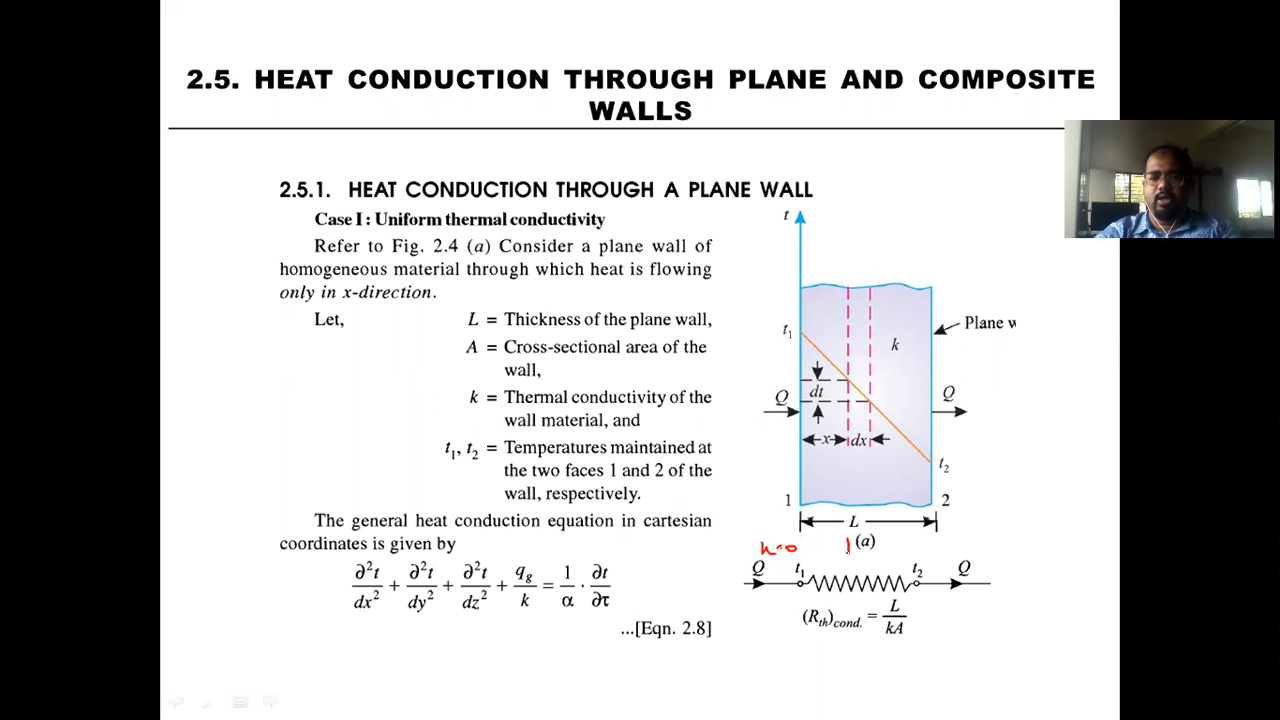 2.5. HEAT CONDUCTION THROUGH PLANE AND COMPOSITE
WALLS
2.5.1. HEAT CONDUCTION THROUGH A PLANE WALL
Case I : Uniform thermal conductivity
Refer to Fig. 2.4 (a) Consider a plane wall of
homogeneous material through which heat is flowing
only in x-direction.
Let, L = Thickness of the plane wall,
A = Cross-sectional area of the
wall,
k = Thermal conductivity of the
wall material, and
t₁, t₂ = Temperatures maintained at
the two faces 1 and 2 of the
wall, respectively.
The general heat conduction equation in cartesian
coordinates is given by
∂²t/dx² + ∂²t/dy² + ∂²t/dz² + q_g/k = 1/α · ∂t/∂τ
...[Eqn. 2.8]
t
t₁
k
Plane w
dt
Q
Q
x
dx
t₂
1
2
L
(a)
Q t₁ t₂ Q
(R_th)cond. = L/kA